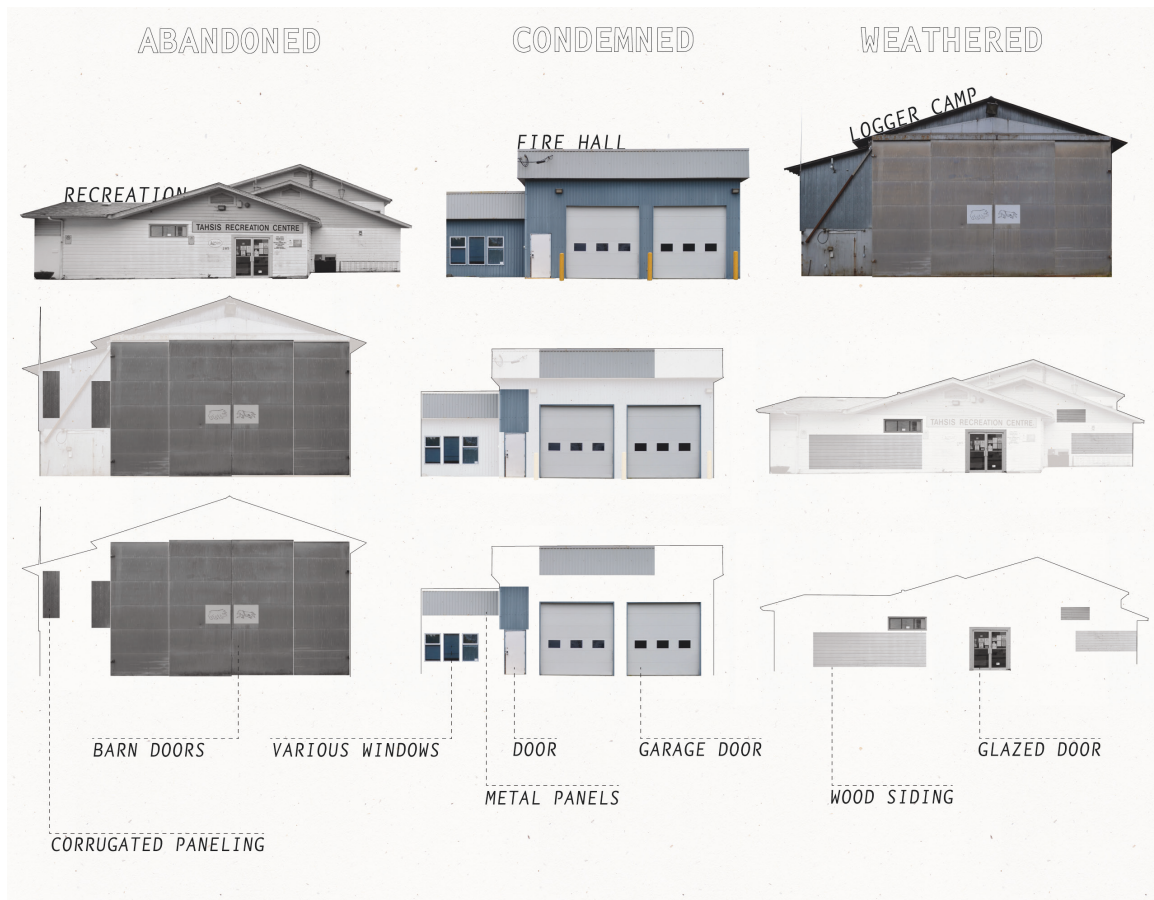 ABANDONED
CONDEMNED
WEATHERED
RECREATION
FIRE HALL
LOGGER CAMP
TAHSIS RECREATION CENTRE
TAHSIS RECREATION CENTRE
BARN DOORS
VARIOUS WINDOWS
DOOR
GARAGE DOOR
GLAZED DOOR
METAL PANELS
WOOD SIDING
CORRUGATED PANELING